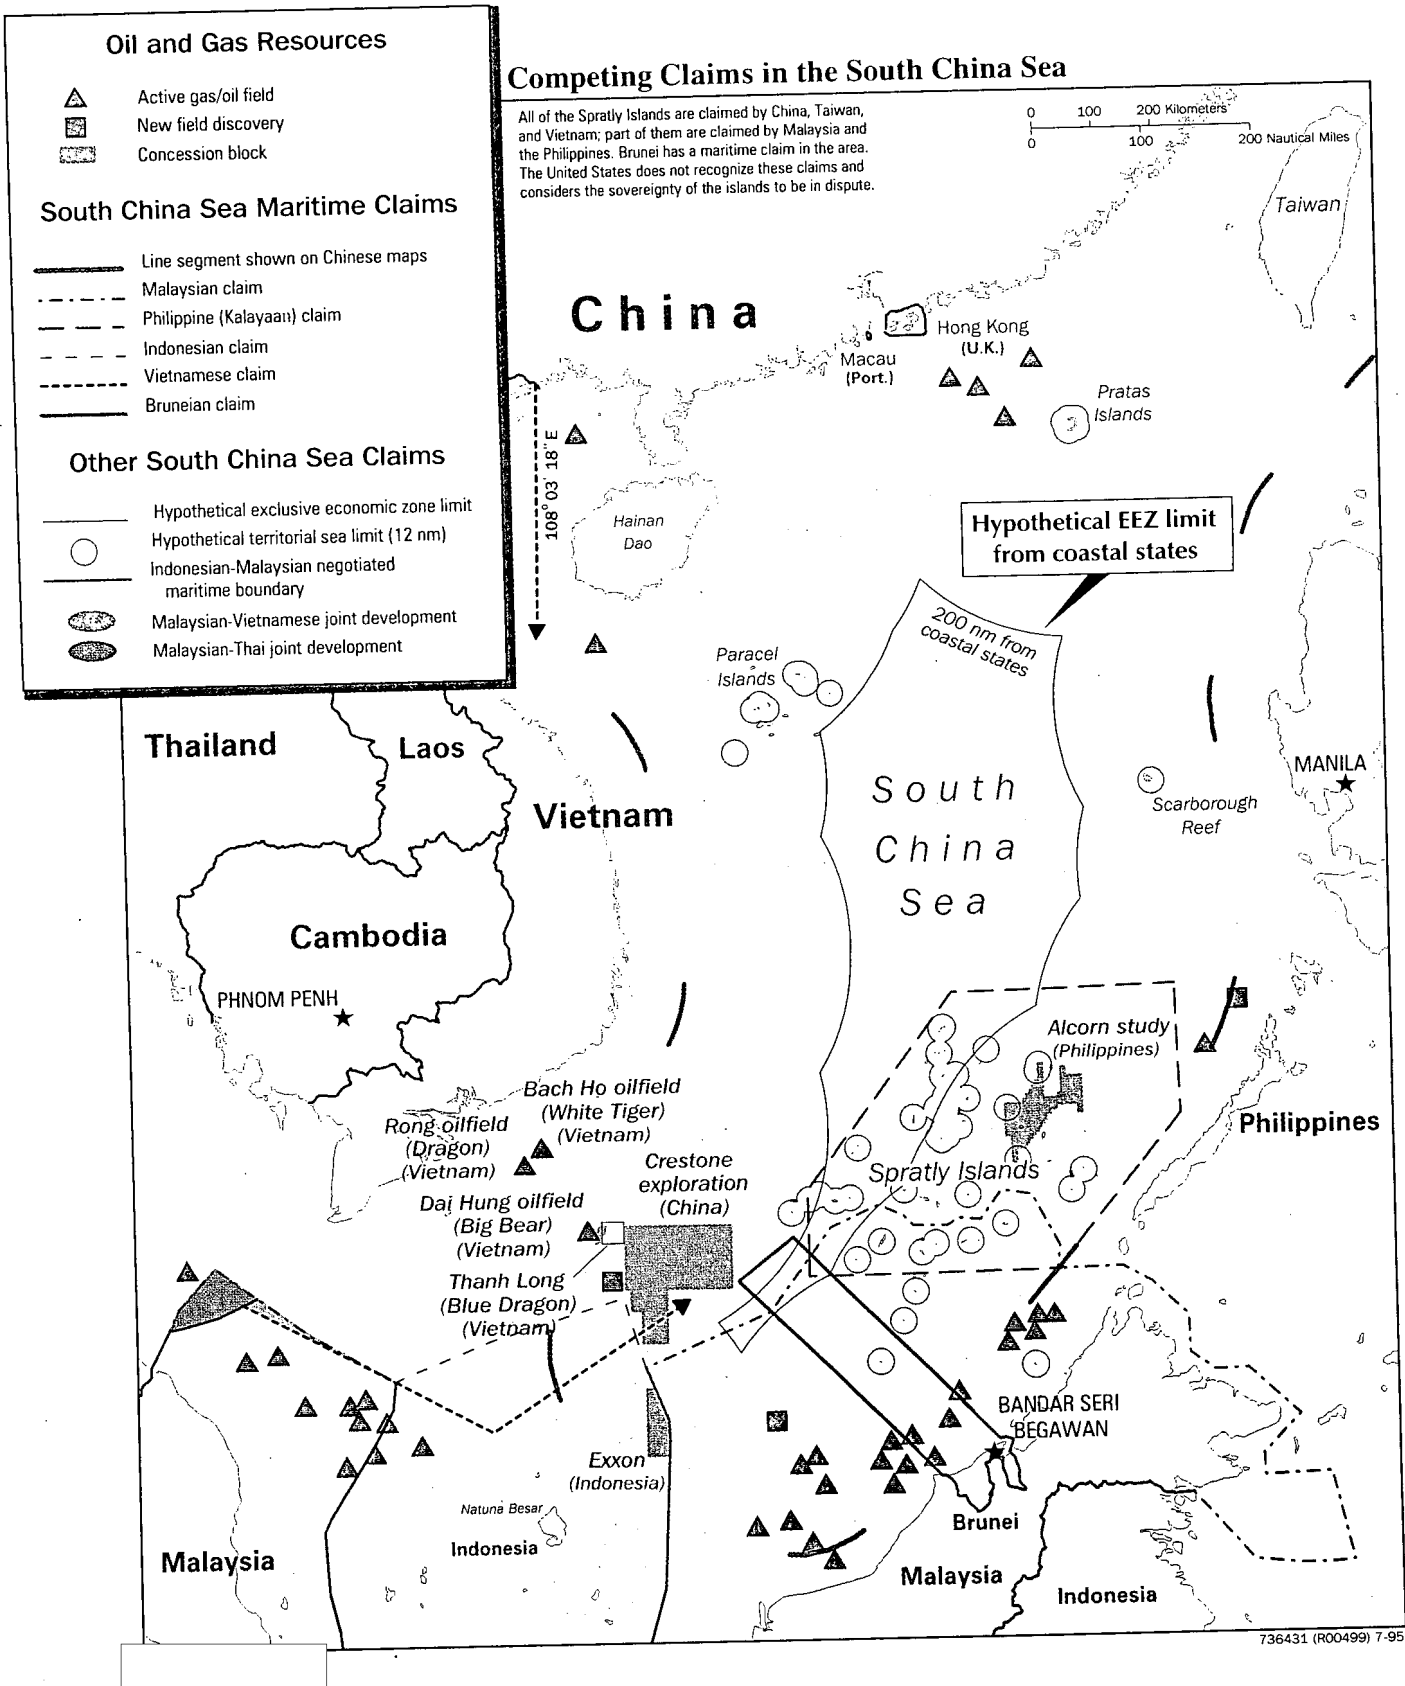 Oil and Gas Resources
Active gas/oil field
New field discovery
Concession block
South China Sea Maritime Claims
Line segment shown on Chinese maps
Malaysian claim
Philippine (Kalayaan) claim
Indonesian claim
Vietnamese claim
Bruneian claim
Other South China Sea Claims
Hypothetical exclusive economic zone limit
Hypothetical territorial sea limit (12 nm)
Indonesian-Malaysian negotiated
maritime boundary
Malaysian-Vietnamese joint development
Malaysian-Thai joint development
Competing Claims in the South China Sea
All of the Spratly Islands are claimed by China, Taiwan,
and Vietnam; part of them are claimed by Malaysia and
the Philippines. Brunei has a maritime claim in the area.
The United States does not recognize these claims and
considers the sovereignty of the islands to be in dispute.
0 100 200 Kilometers
0 100 200 Nautical Miles
Taiwan
China
Hong Kong
(U.K.)
Macau
(Port.)
Pratas
Islands
108° 03' 18" E
Hainan
Dao
Hypothetical EEZ limit
from coastal states
200 nm from
coastal states
Paracel
Islands
Thailand
Laos
Vietnam
South
China
Sea
MANILA
Scarborough
Reef
Cambodia
PHNOM PENH
Alcorn study
(Philippines)
Bach Ho oilfield
(White Tiger)
(Vietnam)
Rong oilfield
(Dragon)
(Vietnam)
Philippines
Crestone
exploration
(China)
Spratly Islands
Dai Hung oilfield
(Big Bear)
(Vietnam)
Thanh Long
(Blue Dragon)
(Vietnam)
BANDAR SERI
BEGAWAN
Exxon
(Indonesia)
Natuna Besar
Indonesia
Brunei
Malaysia
Malaysia
Indonesia
736431 (R00499) 7-95